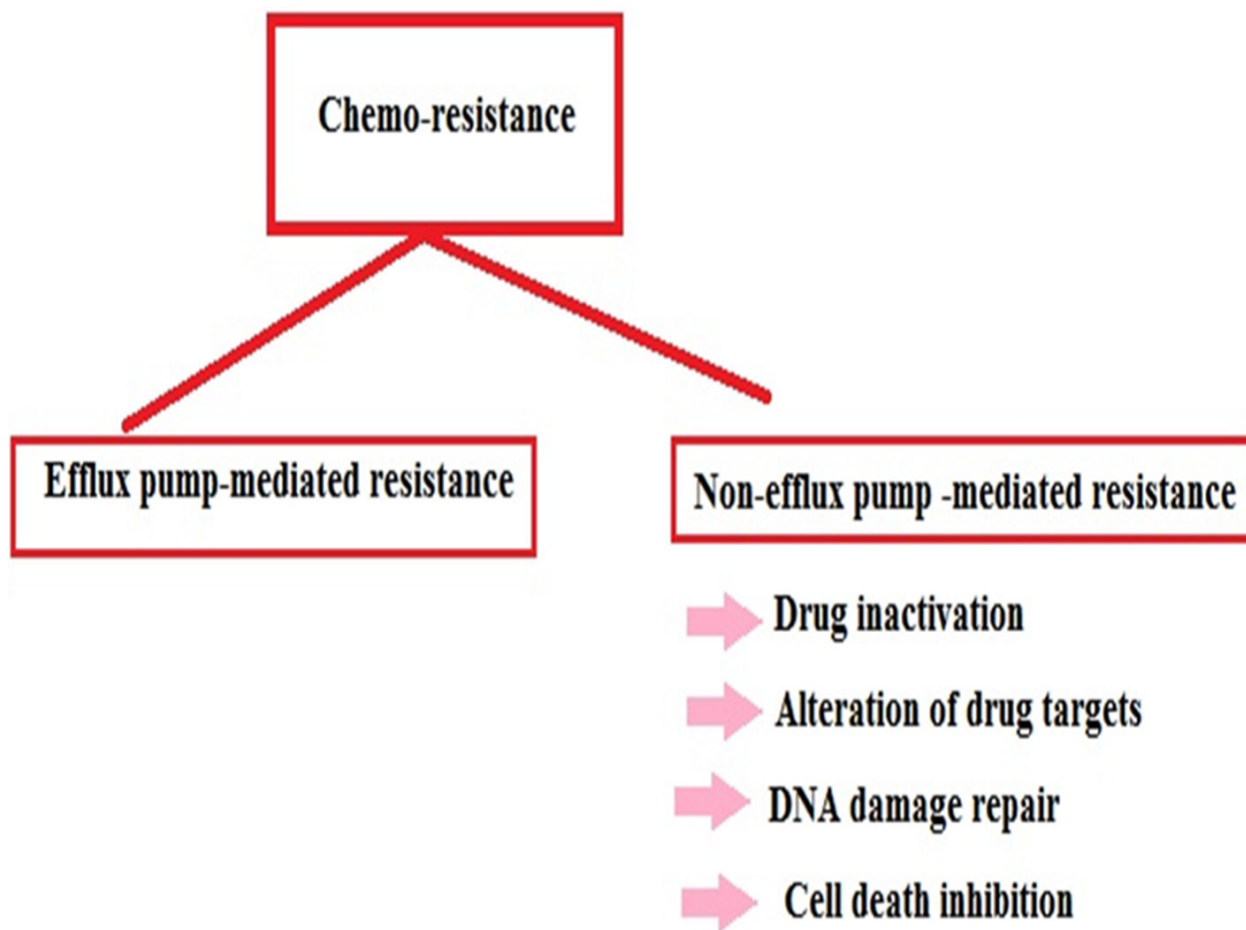 Chemo-resistance
Efflux pump-mediated resistance
Non-efflux pump -mediated resistance
Drug inactivation
Alteration of drug targets
DNA damage repair
Cell death inhibition